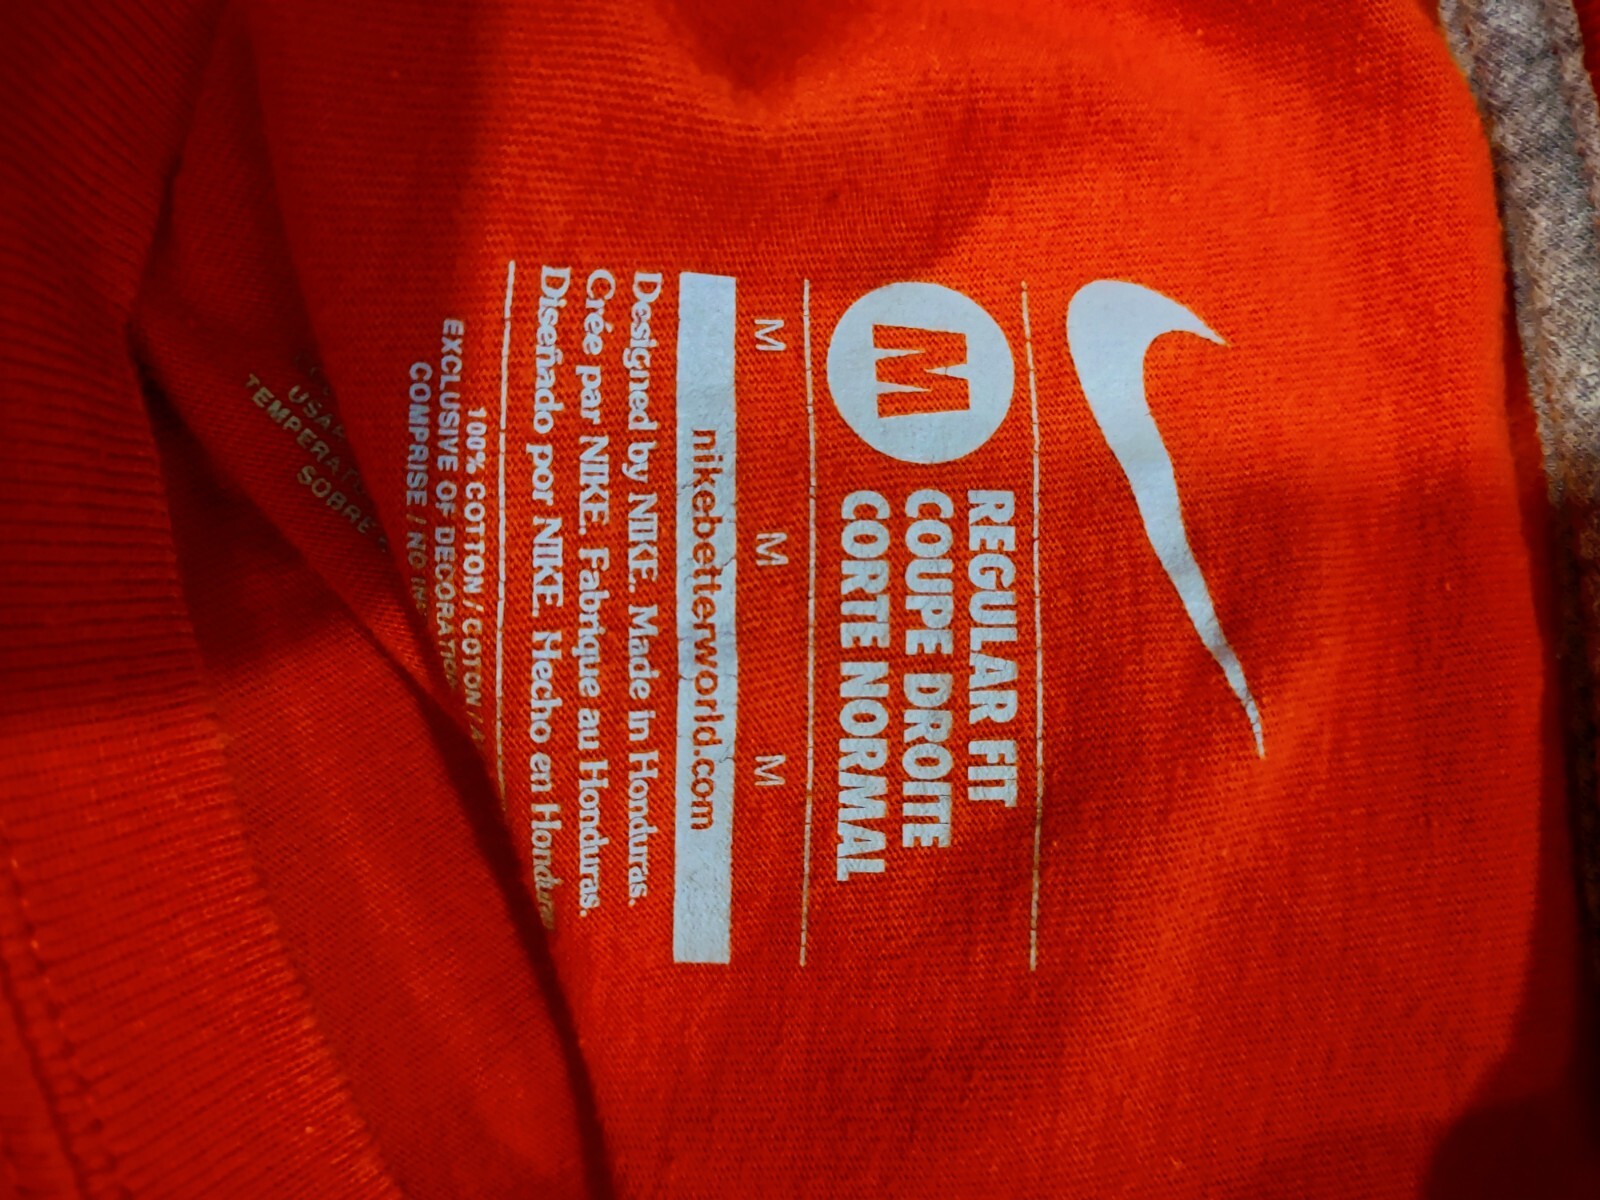 M
REGULAR FIT
COUPE DROITE
CORTE NORMAL
M M M
nikebetterworld.com
Designed by NIKE. Made in Honduras.
Crée par NIKE. Fabrique au Honduras.
Diseñado por NIKE. Hecho en Honduras
100% COTTON / COTON / A
EXCLUSIVE OF DECORATION
COMPRISE / NO
SOBRE